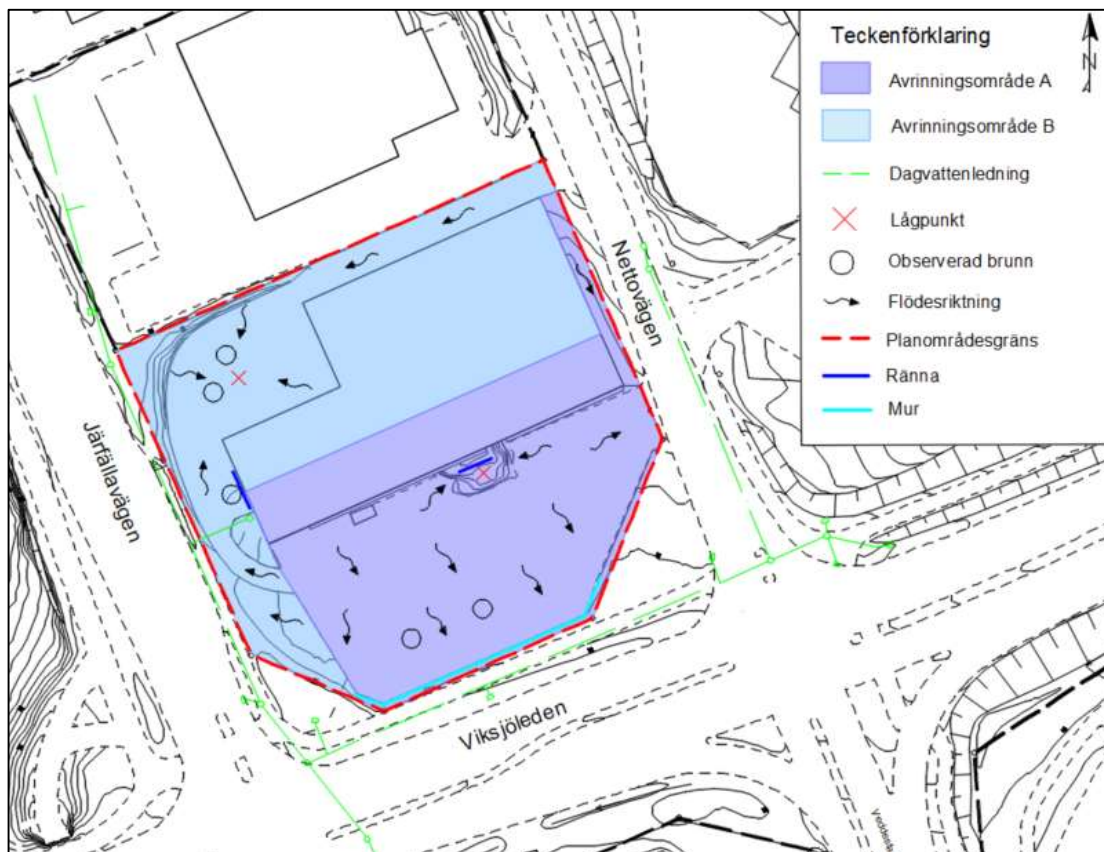 Teckenförklaring
N
Avrinningsområde A
Avrinningsområde B
Dagvattenledning
Lågpunkt
Observerad brunn
Flödesriktning
Planområdesgräns
Ränna
Mur
Nettovägen
Järfällavägen
Viksjöleden